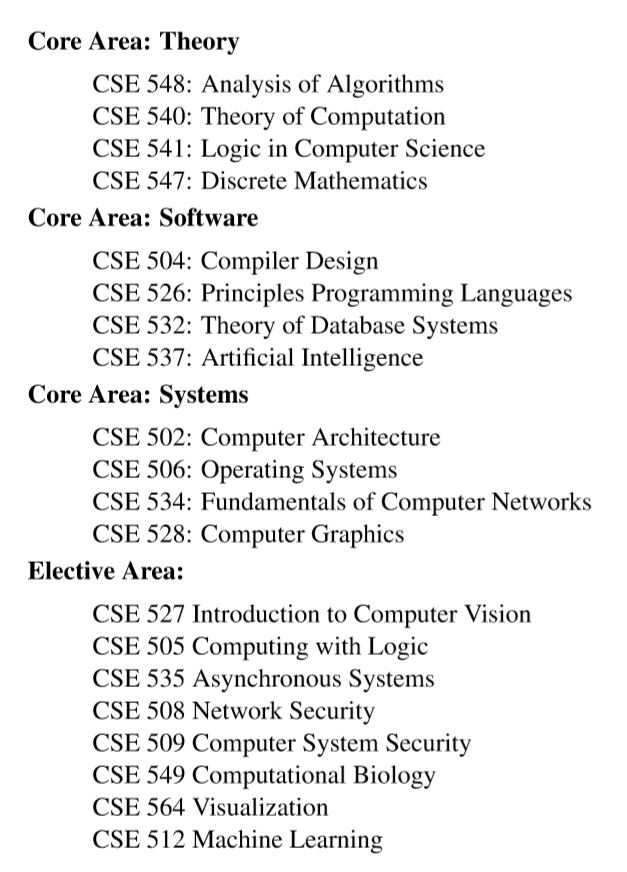 Core Area: Theory
CSE 548: Analysis of Algorithms
CSE 540: Theory of Computation
CSE 541: Logic in Computer Science
CSE 547: Discrete Mathematics
Core Area: Software
CSE 504: Compiler Design
CSE 526: Principles Programming Languages
CSE 532: Theory of Database Systems
CSE 537: Artificial Intelligence
Core Area: Systems
CSE 502: Computer Architecture
CSE 506: Operating Systems
CSE 534: Fundamentals of Computer Networks
CSE 528: Computer Graphics
Elective Area:
CSE 527 Introduction to Computer Vision
CSE 505 Computing with Logic
CSE 535 Asynchronous Systems
CSE 508 Network Security
CSE 509 Computer System Security
CSE 549 Computational Biology
CSE 564 Visualization
CSE 512 Machine Learning